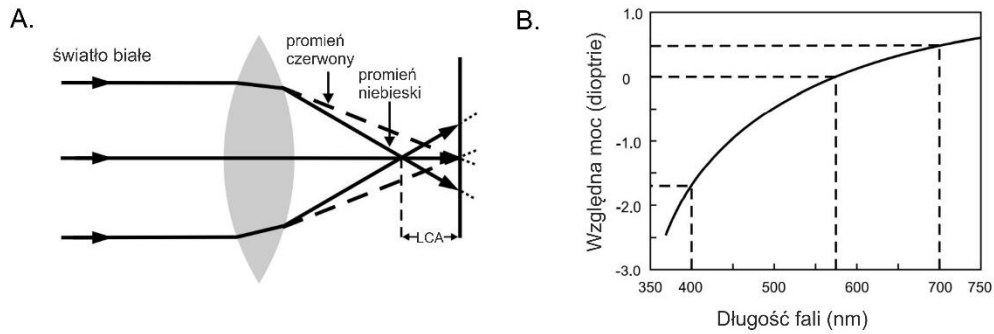 A.
światło białe
promień
czerwony
promień
niebieski
LCA
B.
Względna moc (dioptrie)
1.0
0
-1.0
-2.0
-3.0
350 400 500 600 700 750
Długość fali (nm)